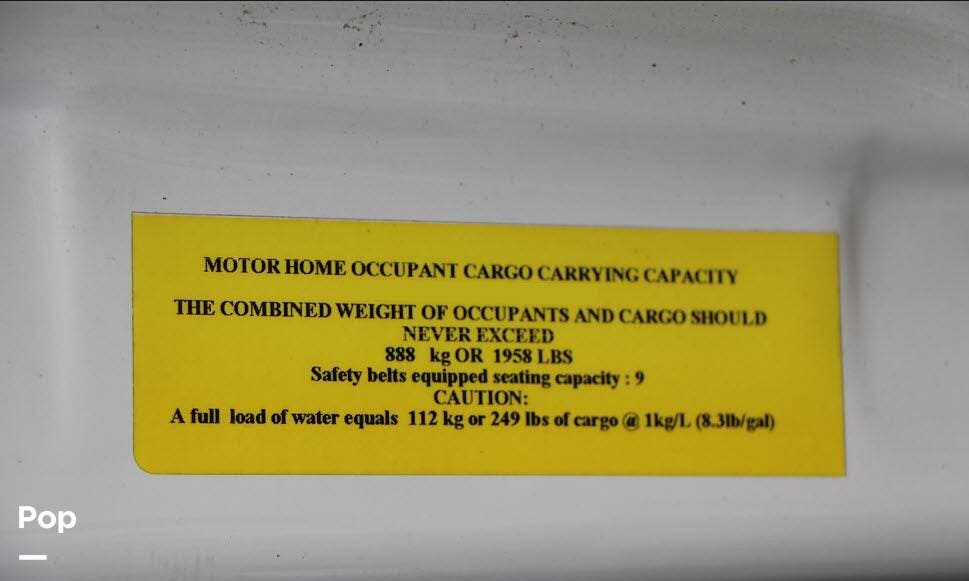 MOTOR HOME OCCUPANT CARGO CARRYING CAPACITY
THE COMBINED WEIGHT OF OCCUPANTS AND CARGO SHOULD
NEVER EXCEED
888 kg OR 1958 LBS
Safety belts equipped seating capacity : 9
CAUTION:
A full load of water equals 112 kg or 249 lbs of cargo @ 1kg/L (8.3lb/gal)
Pop